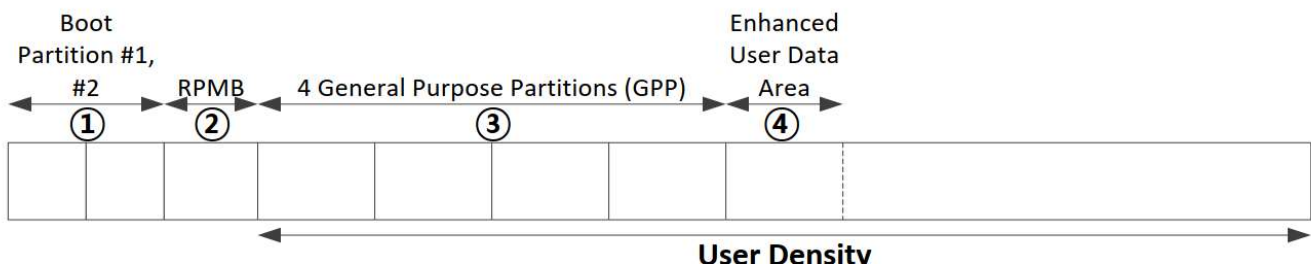 Boot
Partition #1,
#2
RPMB
4 General Purpose Partitions (GPP)
Enhanced
User Data
Area
①
②
③
④
User Density